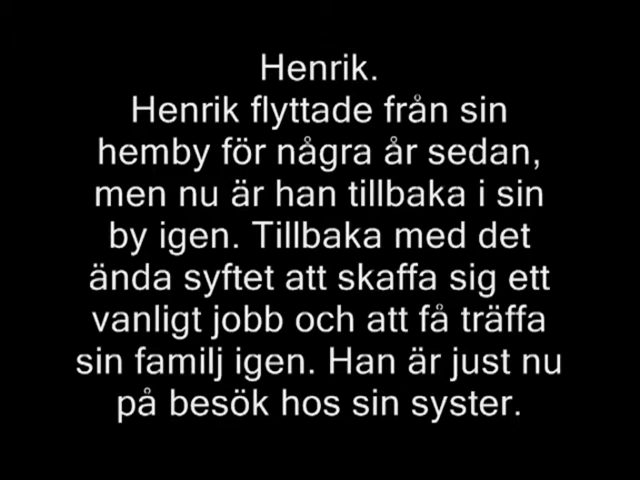 Henrik.
Henrik flyttade från sin
hemby för några år sedan,
men nu är han tillbaka i sin
by igen. Tillbaka med det
ända syftet att skaffa sig ett
vanligt jobb och att få träffa
sin familj igen. Han är just nu
på besök hos sin syster.